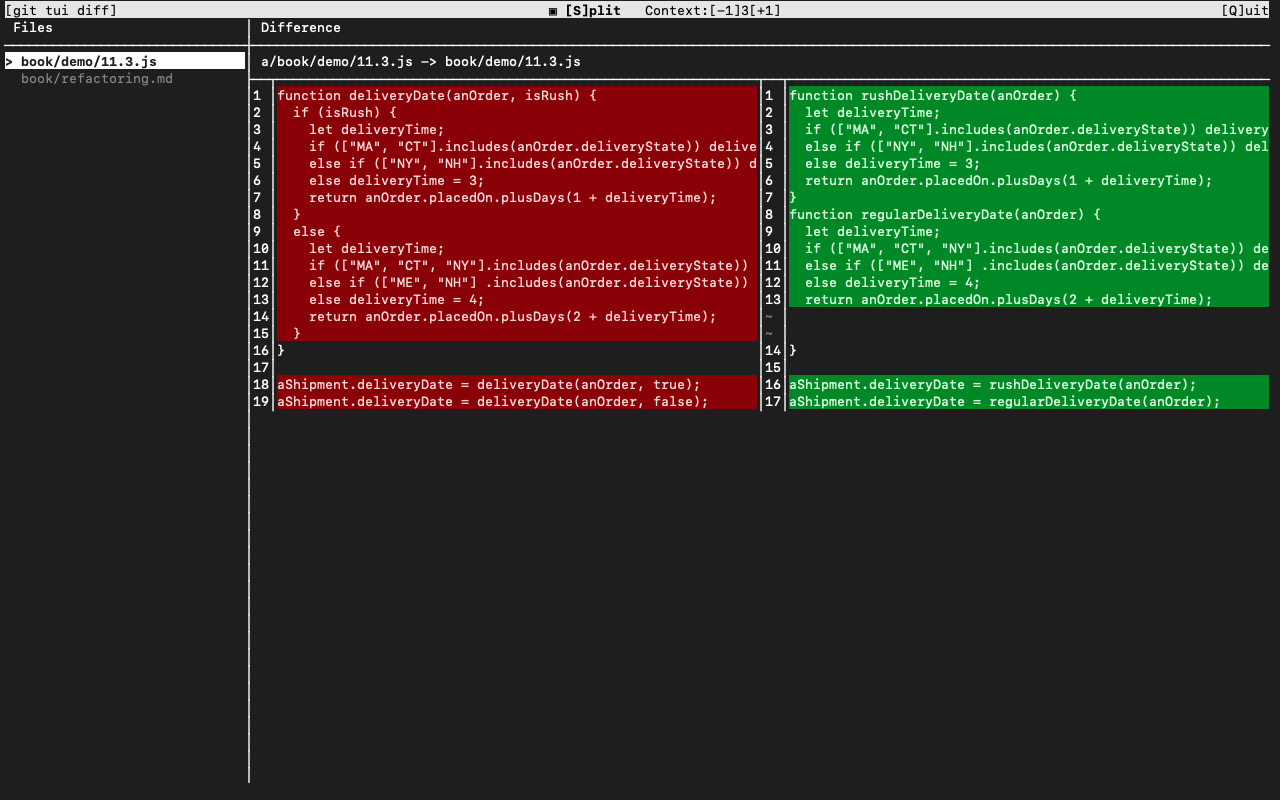 [git tui diff] ▣ [S]plit Context:[-1]3[+1] [Q]uit
Files
> book/demo/11.3.js
book/refactoring.md
Difference
a/book/demo/11.3.js -> book/demo/11.3.js
1 function deliveryDate(anOrder, isRush) {
2   if (isRush) {
3     let deliveryTime;
4     if (["MA", "CT"].includes(anOrder.deliveryState)) delive
5     else if (["NY", "NH"].includes(anOrder.deliveryState)) d
6     else deliveryTime = 3;
7     return anOrder.placedOn.plusDays(1 + deliveryTime);
8   }
9   else {
10     let deliveryTime;
11     if (["MA", "CT", "NY"].includes(anOrder.deliveryState))
12     else if (["ME", "NH"] .includes(anOrder.deliveryState))
13     else deliveryTime = 4;
14     return anOrder.placedOn.plusDays(2 + deliveryTime);
15   }
16 }
17
18 aShipment.deliveryDate = deliveryDate(anOrder, true);
19 aShipment.deliveryDate = deliveryDate(anOrder, false);
1 function rushDeliveryDate(anOrder) {
2   let deliveryTime;
3   if (["MA", "CT"].includes(anOrder.deliveryState)) delivery
4   else if (["NY", "NH"].includes(anOrder.deliveryState)) del
5   else deliveryTime = 3;
6   return anOrder.placedOn.plusDays(1 + deliveryTime);
7 }
8 function regularDeliveryDate(anOrder) {
9   let deliveryTime;
10   if (["MA", "CT", "NY"].includes(anOrder.deliveryState)) de
11   else if (["ME", "NH"] .includes(anOrder.deliveryState)) de
12   else deliveryTime = 4;
13   return anOrder.placedOn.plusDays(2 + deliveryTime);
~
~
14 }
15
16 aShipment.deliveryDate = rushDeliveryDate(anOrder);
17 aShipment.deliveryDate = regularDeliveryDate(anOrder);